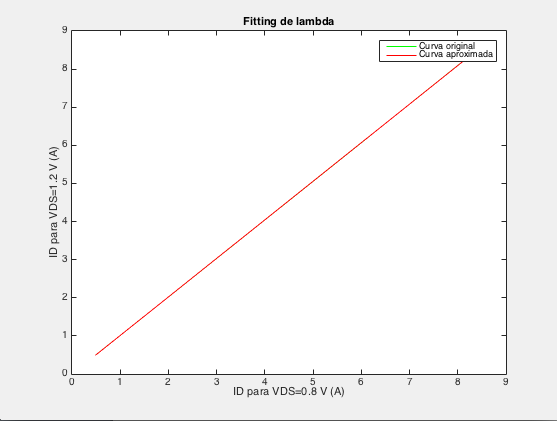 Fitting de lambda
Curva original
Curva aproximada
ID para VDS=1.2 V (A)
9
8
7
6
5
4
3
2
1
0
0 1 2 3 4 5 6 7 8 9
ID para VDS=0.8 V (A)